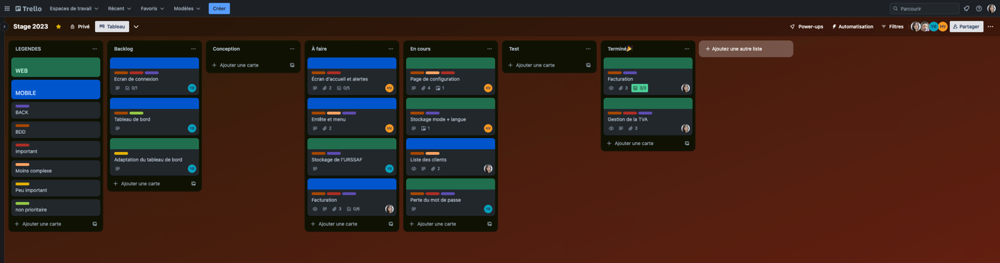 Trello
Espaces de travail
Récent
Favoris
Modèles
Créer
Parcourir
Stage 2023
Privé
Tableau
Power-ups
Automatisation
Filtres
YB
HV
Partager
LEGENDES
WEB
MOBILE
BACK
BDD
important
Moins complexe
Peu important
non prioritaire
Ajouter une carte
Backlog
Ecran de connexion
0/1
YB
Tableau de bord
YB
Adaptation du tableau de bord
YB
Ajouter une carte
Conception
Ajouter une carte
À faire
Écran d'accueil et alertes
2
0/5
HV
Entête et menu
2
HV
Stockage de l'URSSAF
YB
Facturation
3
0/6
Ajouter une carte
En cours
Page de configuration
4
1
HV
Stockage mode + langue
1
HV
Liste des clients
2
Perte du mot de passe
YB
Ajouter une carte
Test
Ajouter une carte
Terminé🎉
Facturation
3
3/3
Gestion de la TVA
3
Ajouter une carte
Ajoutez une autre liste